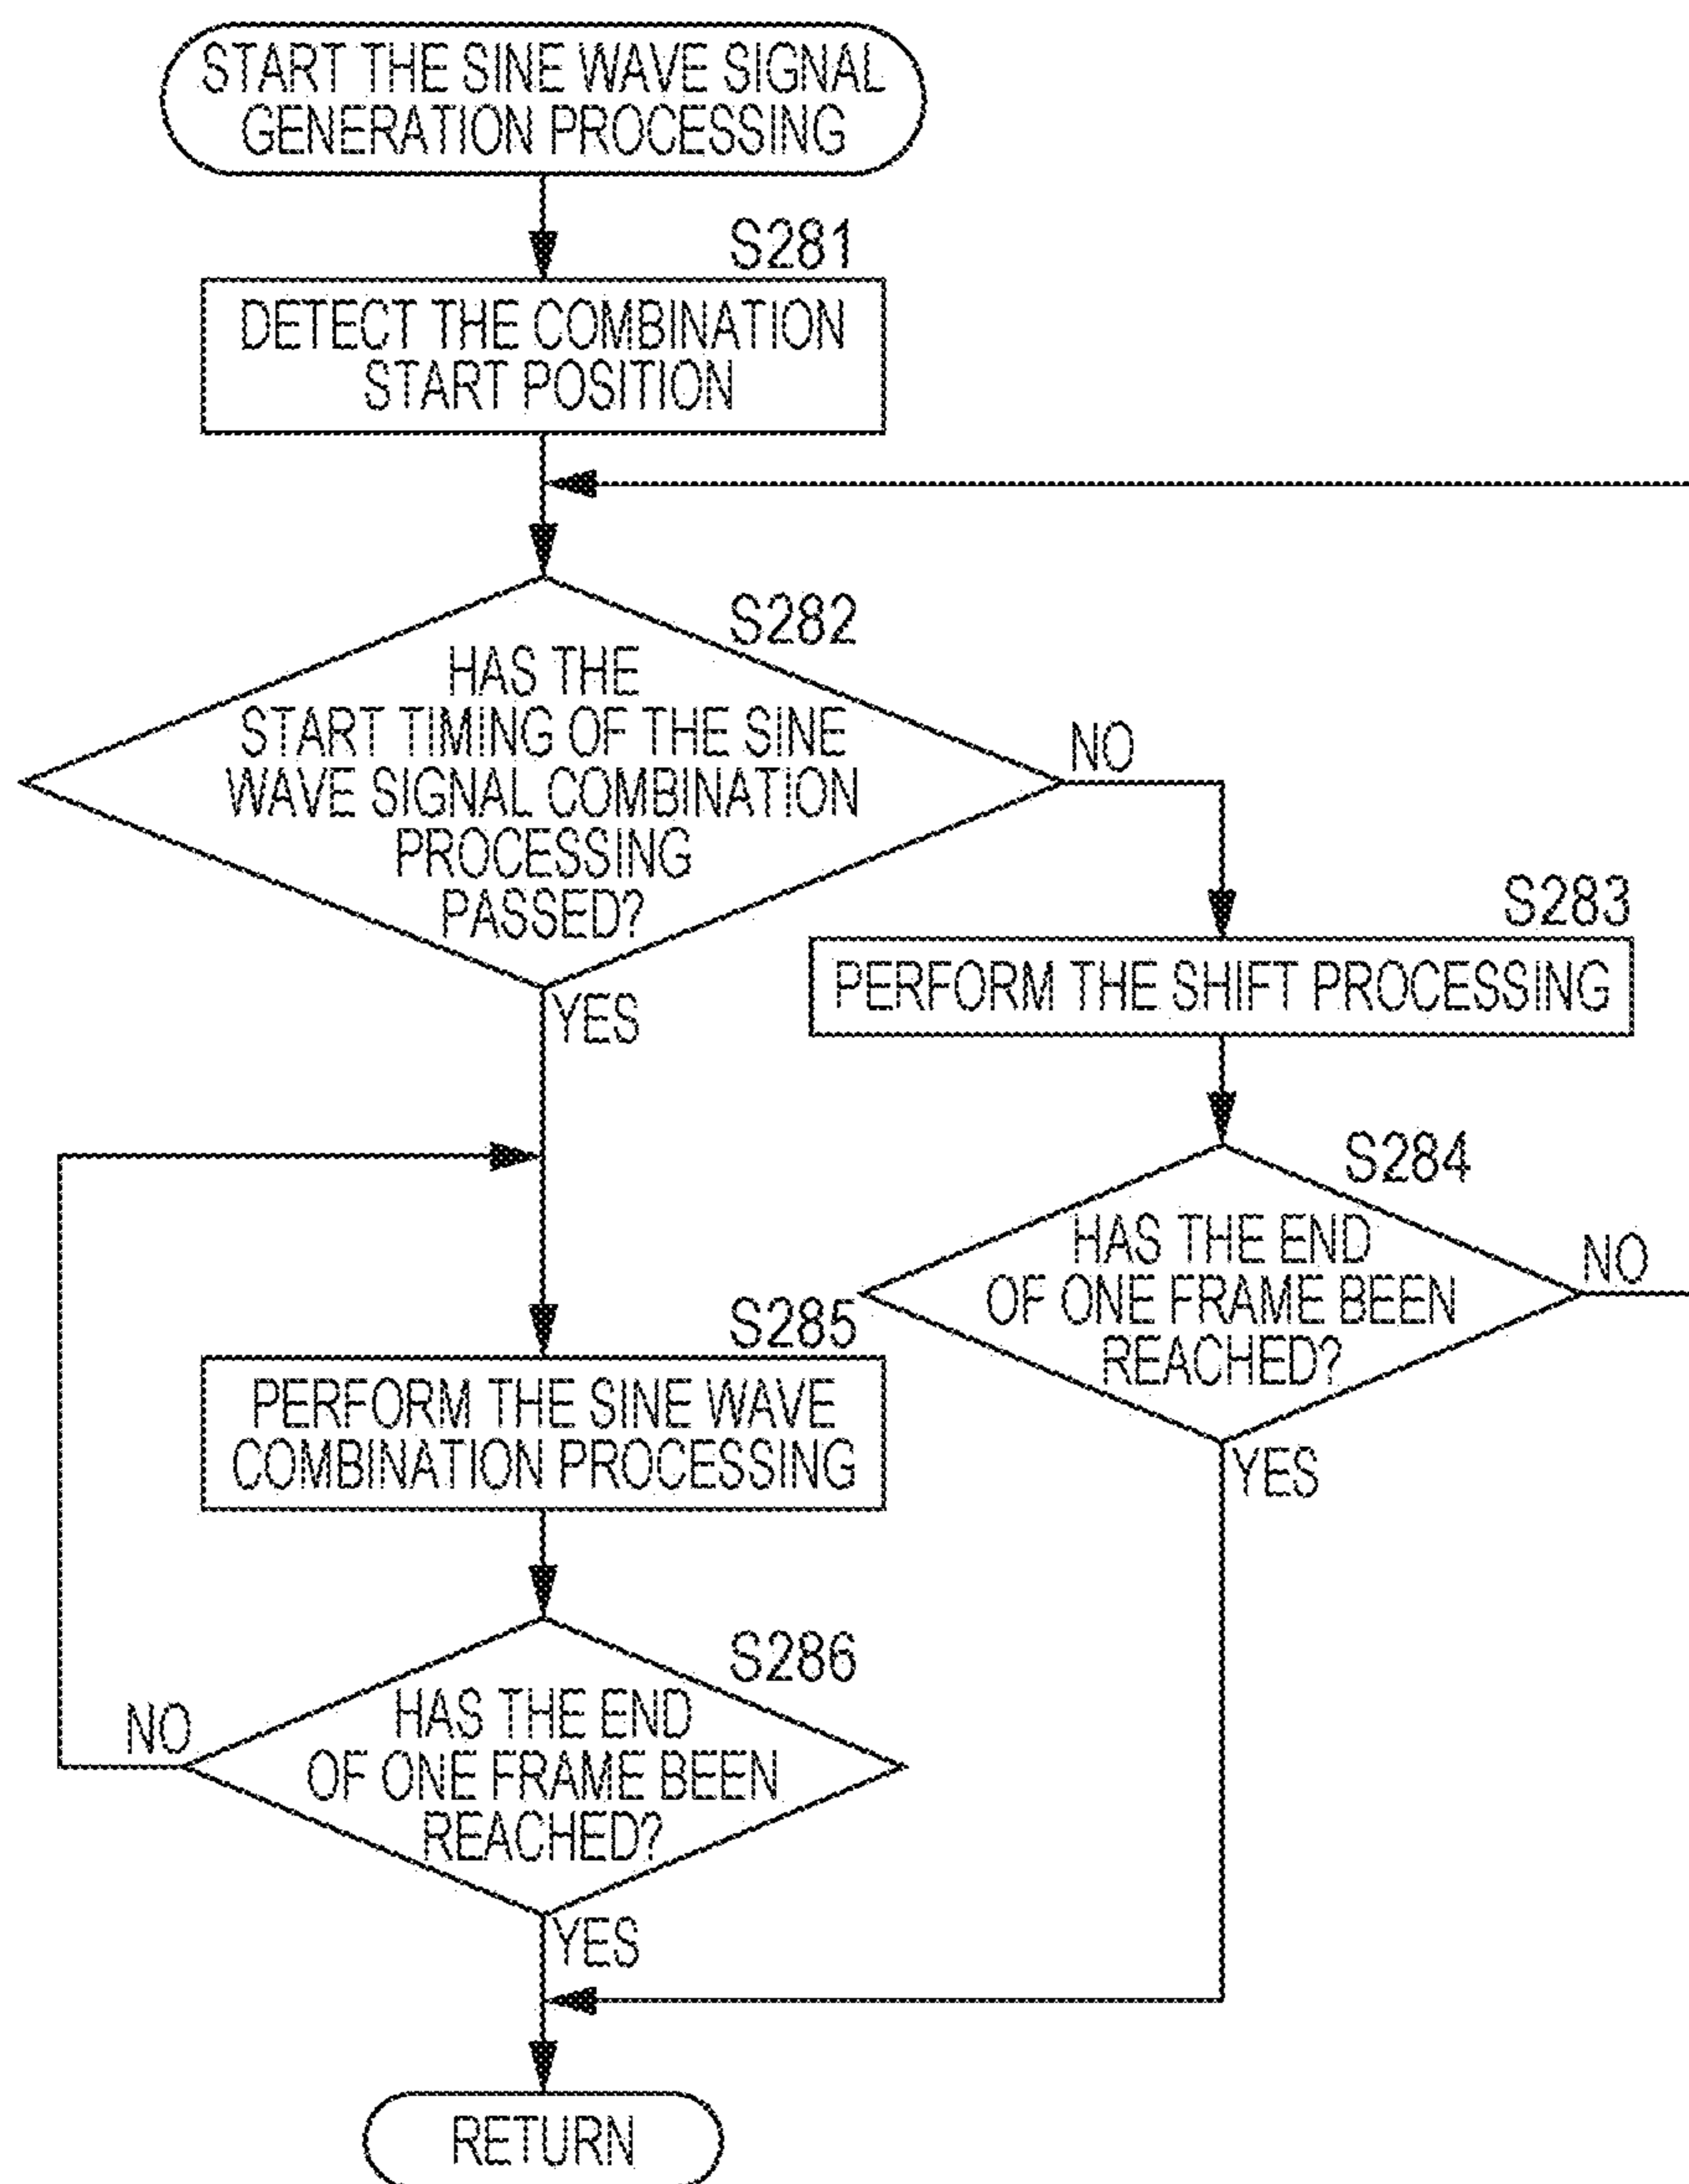 START THE SINE WAVE SIGNAL
GENERATION PROCESSING
S281
DETECT THE COMBINATION
START POSITION
S282
HAS THE
START TIMING OF THE SINE
WAVE SIGNAL COMBINATION
PROCESSING
PASSED?
NO
YES
S283
PERFORM THE SHIFT PROCESSING
S284
HAS THE END
OF ONE FRAME BEEN
REACHED?
NO
YES
S285
PERFORM THE SINE WAVE
COMBINATION PROCESSING
S286
HAS THE END
OF ONE FRAME BEEN
REACHED?
NO
YES
RETURN